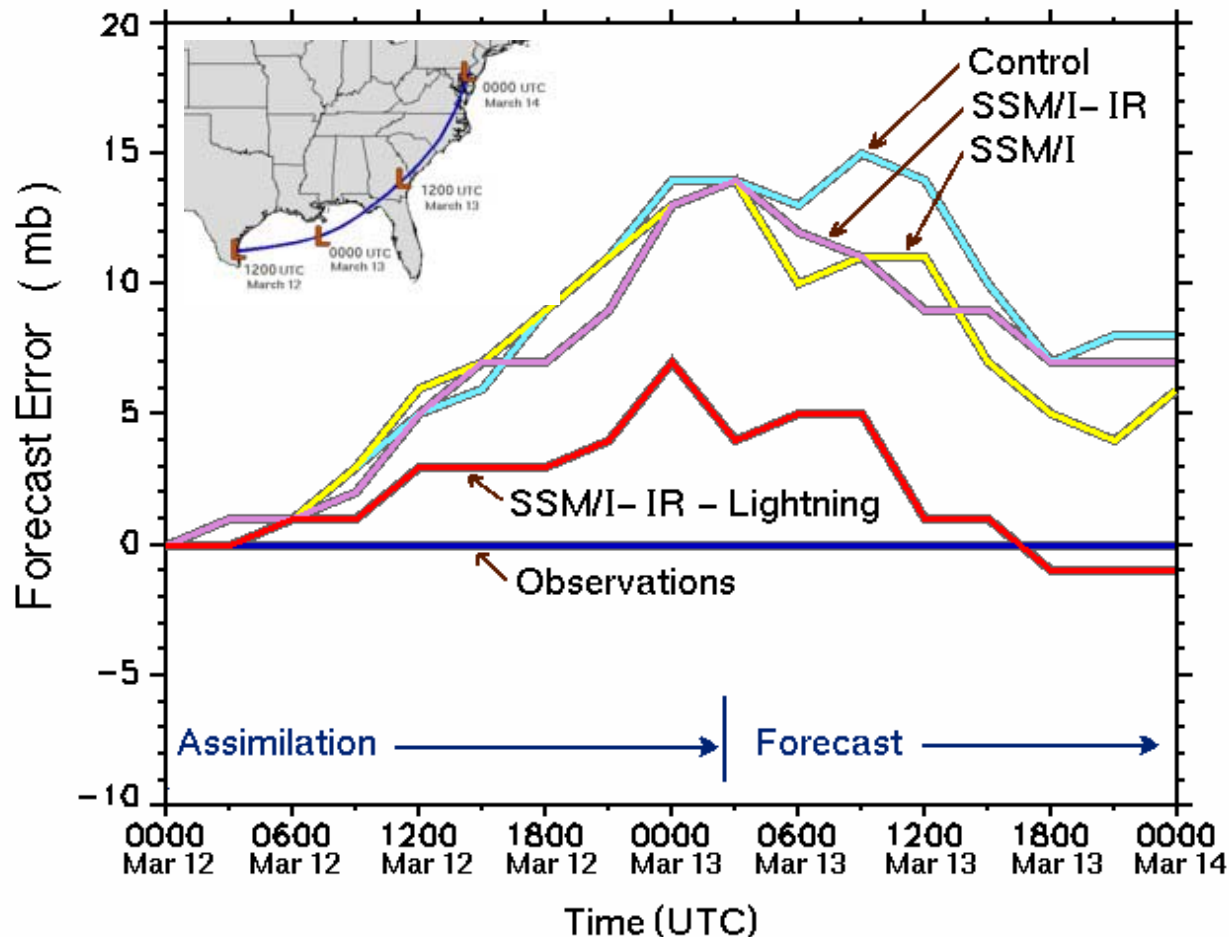 20
15
10
5
0
-5
-10
Forecast Error ( mb)
L
0000 UTC
March 14
L
1200 UTC
March 13
L
0000 UTC
March 13
L
1200 UTC
March 12
Control
SSM/I- IR
SSM/I
SSM/I- IR - Lightning
Observations
Assimilation
Forecast
0000 0600 1200 1800 0000 0600 1200 1800 0000
Mar 12 Mar 12 Mar 12 Mar 12 Mar 13 Mar 13 Mar 13 Mar 13 Mar 14
Time (UTC)